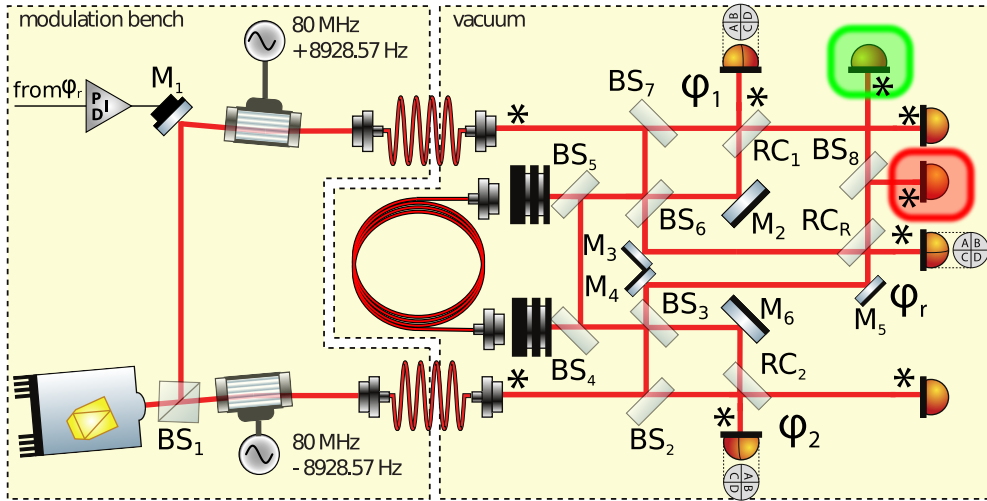 modulation bench
vacuum
80 MHz
+8928.57 Hz
A B
C D
from φr
P I
D
M1
*
BS7
φ1
*
RC1
*
*
BS8
*
BS5
BS6
M2
RCR
*
A B
C D
M3
M4
BS3
M6
M5
φr
BS4
RC2
*
*
BS1
BS2
*
φ2
80 MHz
- 8928.57 Hz
A B
C D